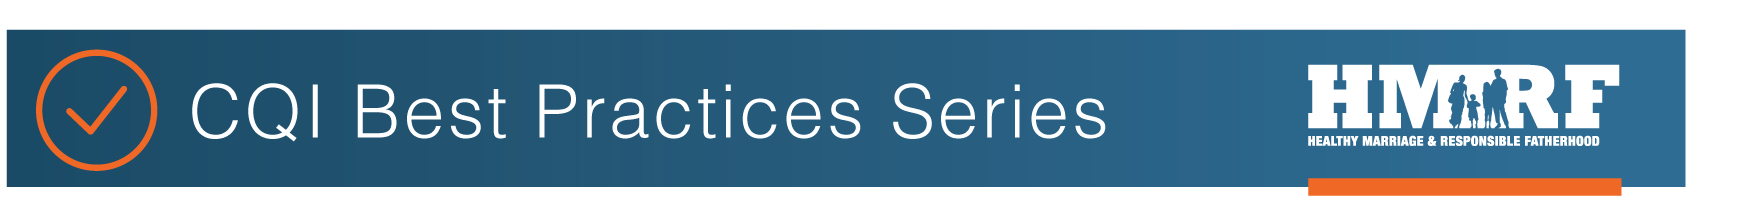 CQI Best Practices Series
HMRF
HEALTHY MARRIAGE & RESPONSIBLE FATHERHOOD